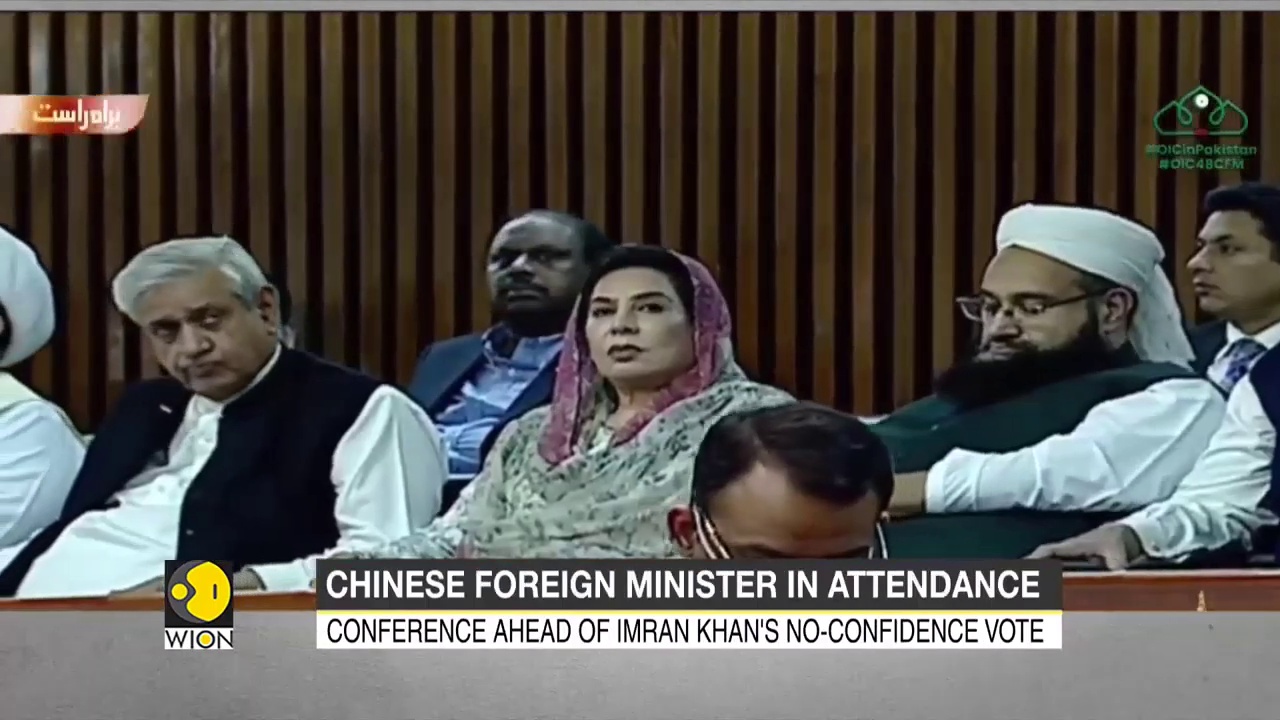 براہ راست
#OICinPakistan
#OIC48CFM
CHINESE FOREIGN MINISTER IN ATTENDANCE
CONFERENCE AHEAD OF IMRAN KHAN'S NO-CONFIDENCE VOTE
WION